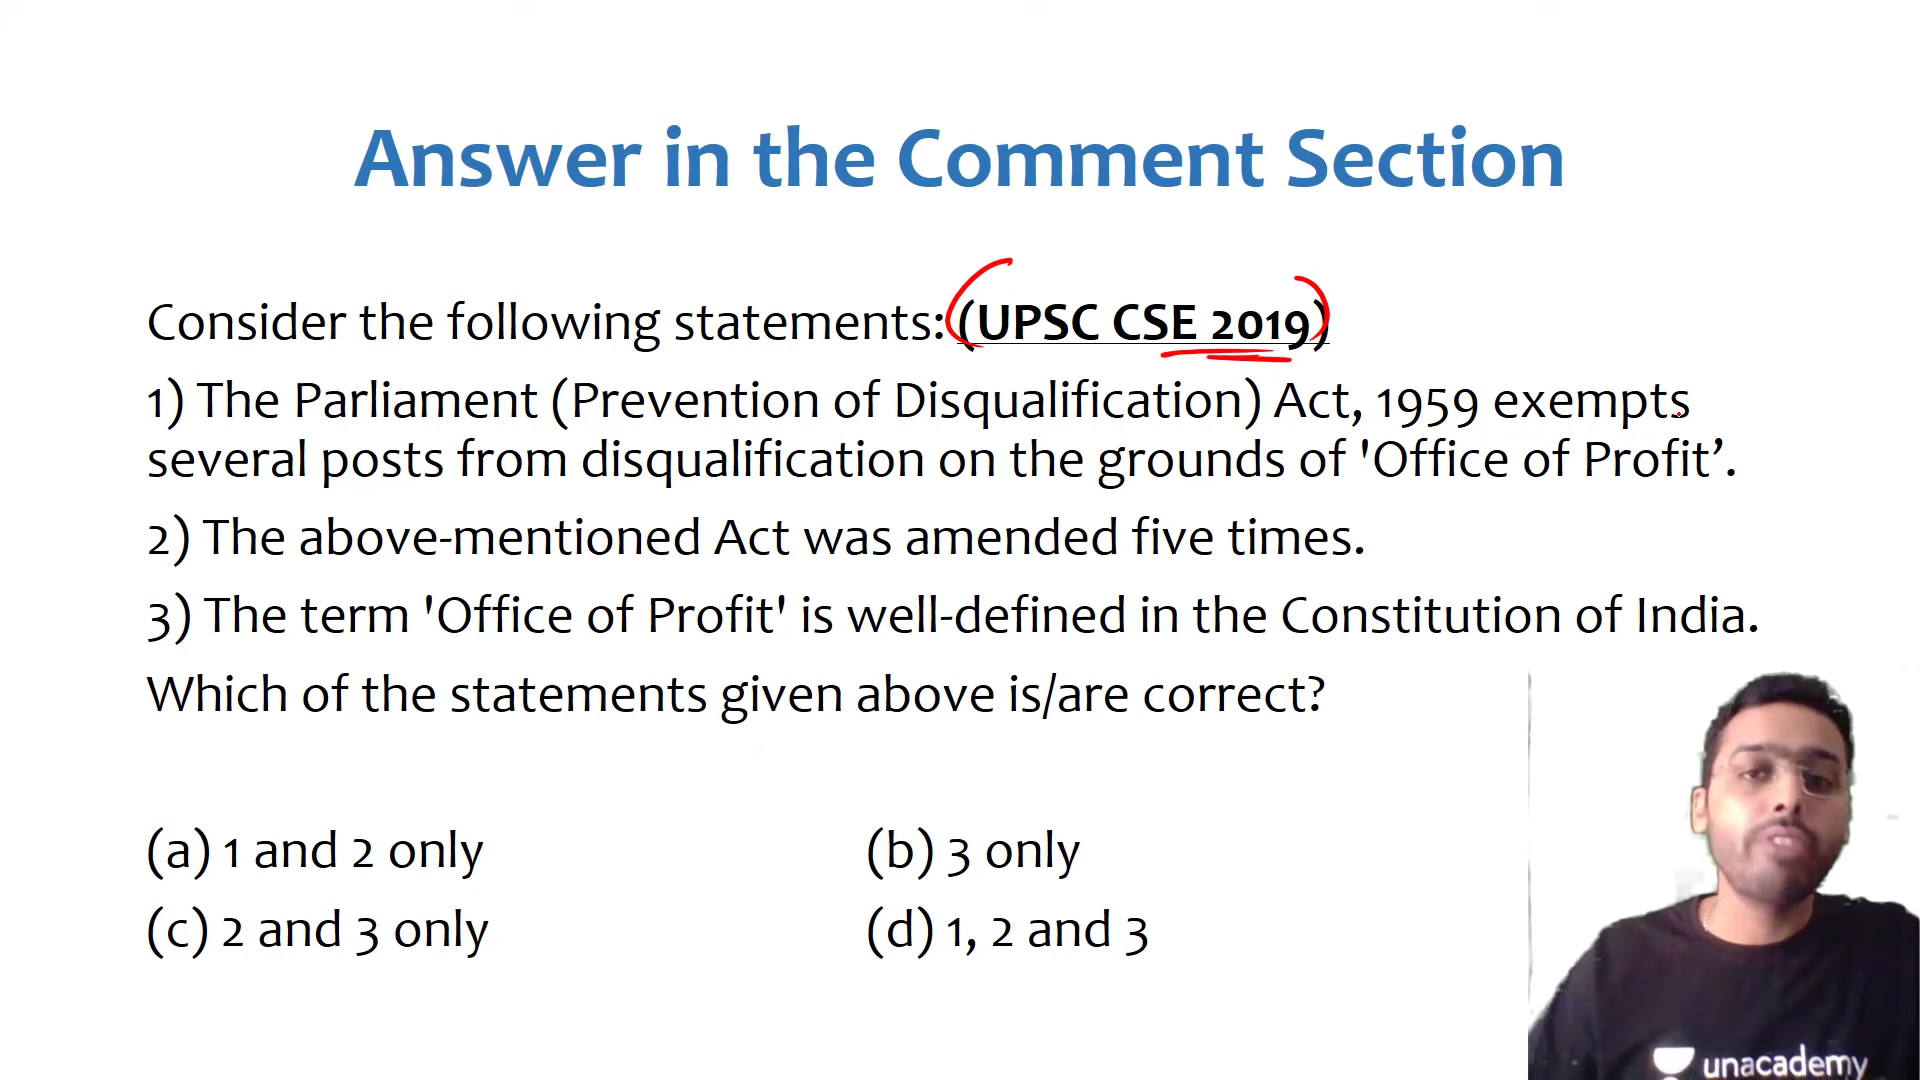 Answer in the Comment Section
Consider the following statements: (UPSC CSE 2019)
1) The Parliament (Prevention of Disqualification) Act, 1959 exempts
several posts from disqualification on the grounds of 'Office of Profit’.
2) The above-mentioned Act was amended five times.
3) The term 'Office of Profit' is well-defined in the Constitution of India.
Which of the statements given above is/are correct?
(a) 1 and 2 only (b) 3 only
(c) 2 and 3 only (d) 1, 2 and 3
unacademy